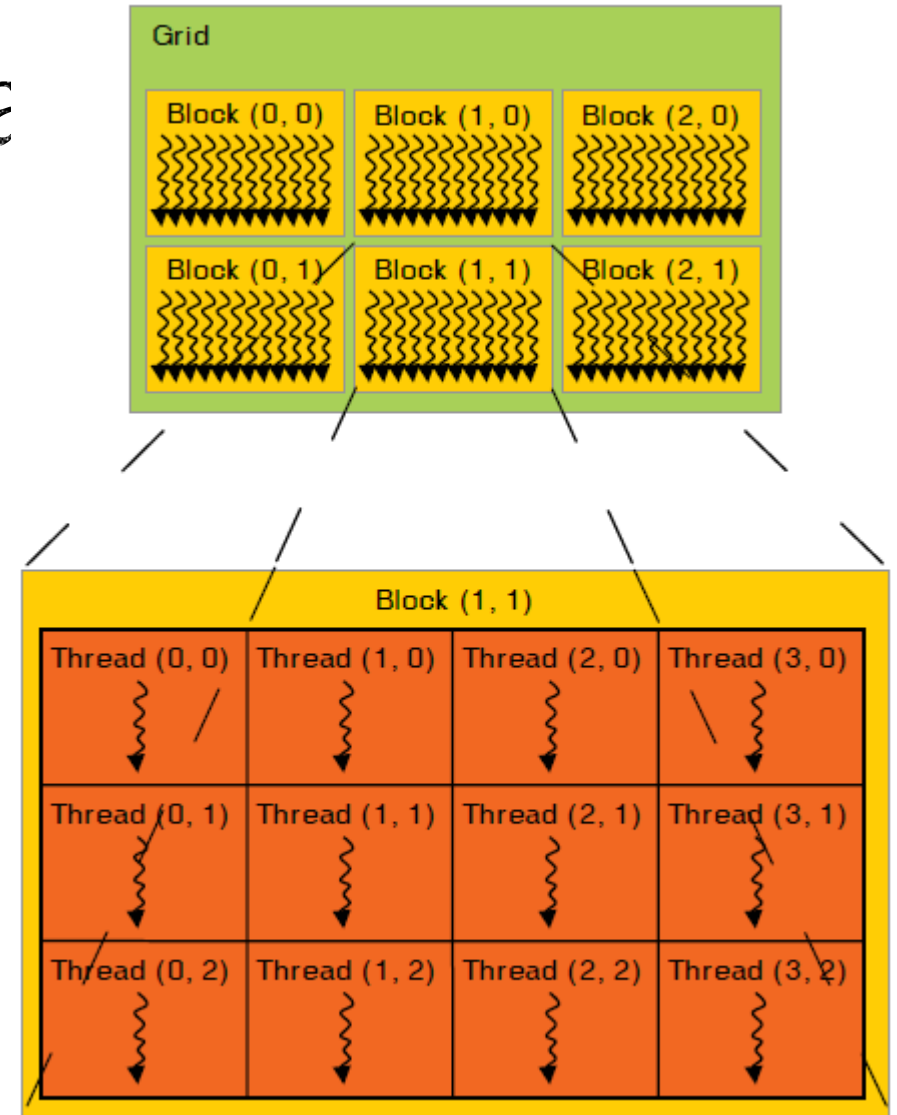 Grid
Block (0, 0) Block (1, 0) Block (2, 0)
Block (0, 1) Block (1, 1) Block (2, 1)
Block (1, 1)
Thread (0, 0) Thread (1, 0) Thread (2, 0) Thread (3, 0)
Thread (0, 1) Thread (1, 1) Thread (2, 1) Thread (3, 1)
Thread (0, 2) Thread (1, 2) Thread (2, 2) Thread (3, 2)